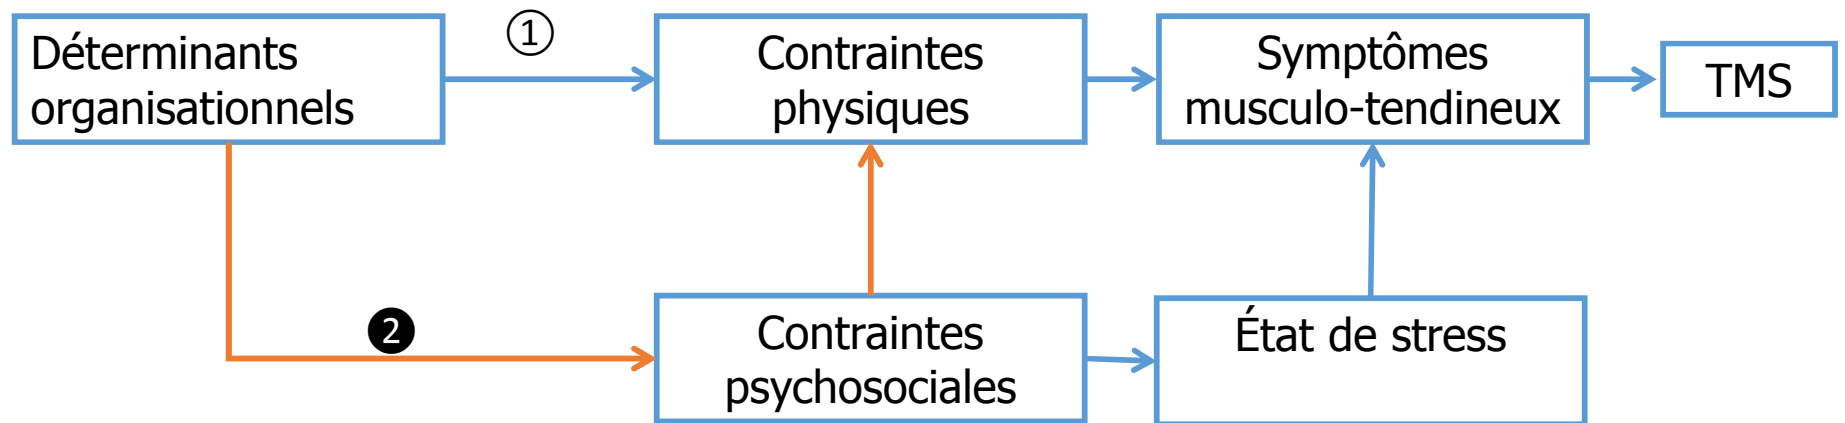 Déterminants
organisationnels
①
Contraintes
physiques
Symptômes
musculo-tendineux
TMS
❷
Contraintes
psychosociales
État de stress